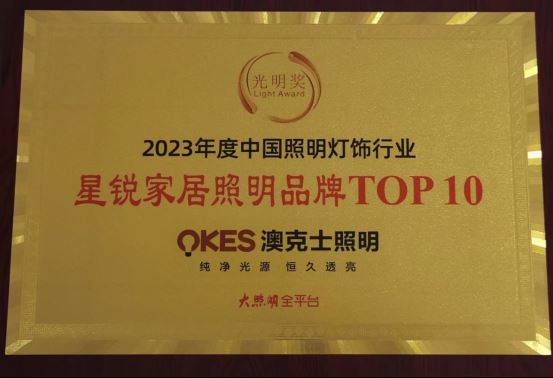 光明奖
Light Award
2023年度中国照明灯饰行业
星锐家居照明品牌TOP 10
OKES 澳克士照明
纯净光源 恒久透亮
大照明全平台